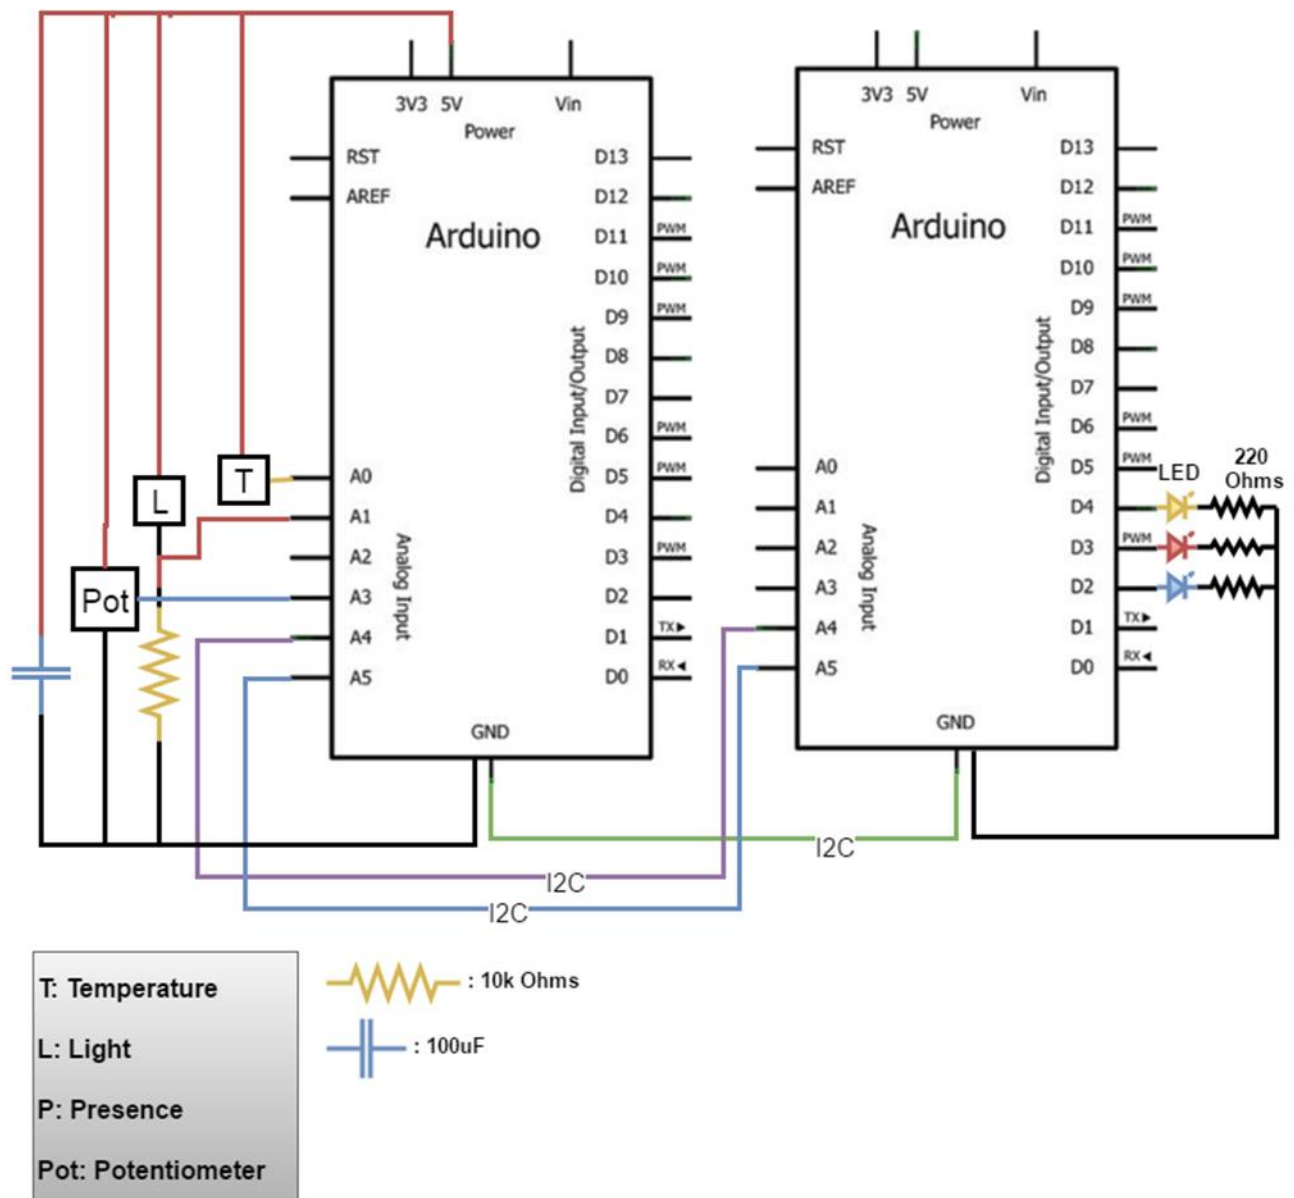 3V3 5V Vin
Power
RST
AREF
Arduino
D13
D12
D11 PWM
D10 PWM
D9 PWM
D8
D7
D6 PWM
D5 PWM
D4
D3 PWM
D2
D1 TX
D0 RX
Digital Input/Output
A0
A1
A2
A3
A4
A5
Analog Input
GND
T
L
Pot
3V3 5V Vin
Power
RST
AREF
Arduino
D13
D12
D11 PWM
D10 PWM
D9 PWM
D8
D7
D6 PWM
D5 PWM
D4
D3 PWM
D2
D1 TX
D0 RX
Digital Input/Output
A0
A1
A2
A3
A4
A5
Analog Input
GND
LED
220
Ohms
I2C
I2C
I2C
T: Temperature
L: Light
P: Presence
Pot: Potentiometer
: 10k Ohms
: 100uF